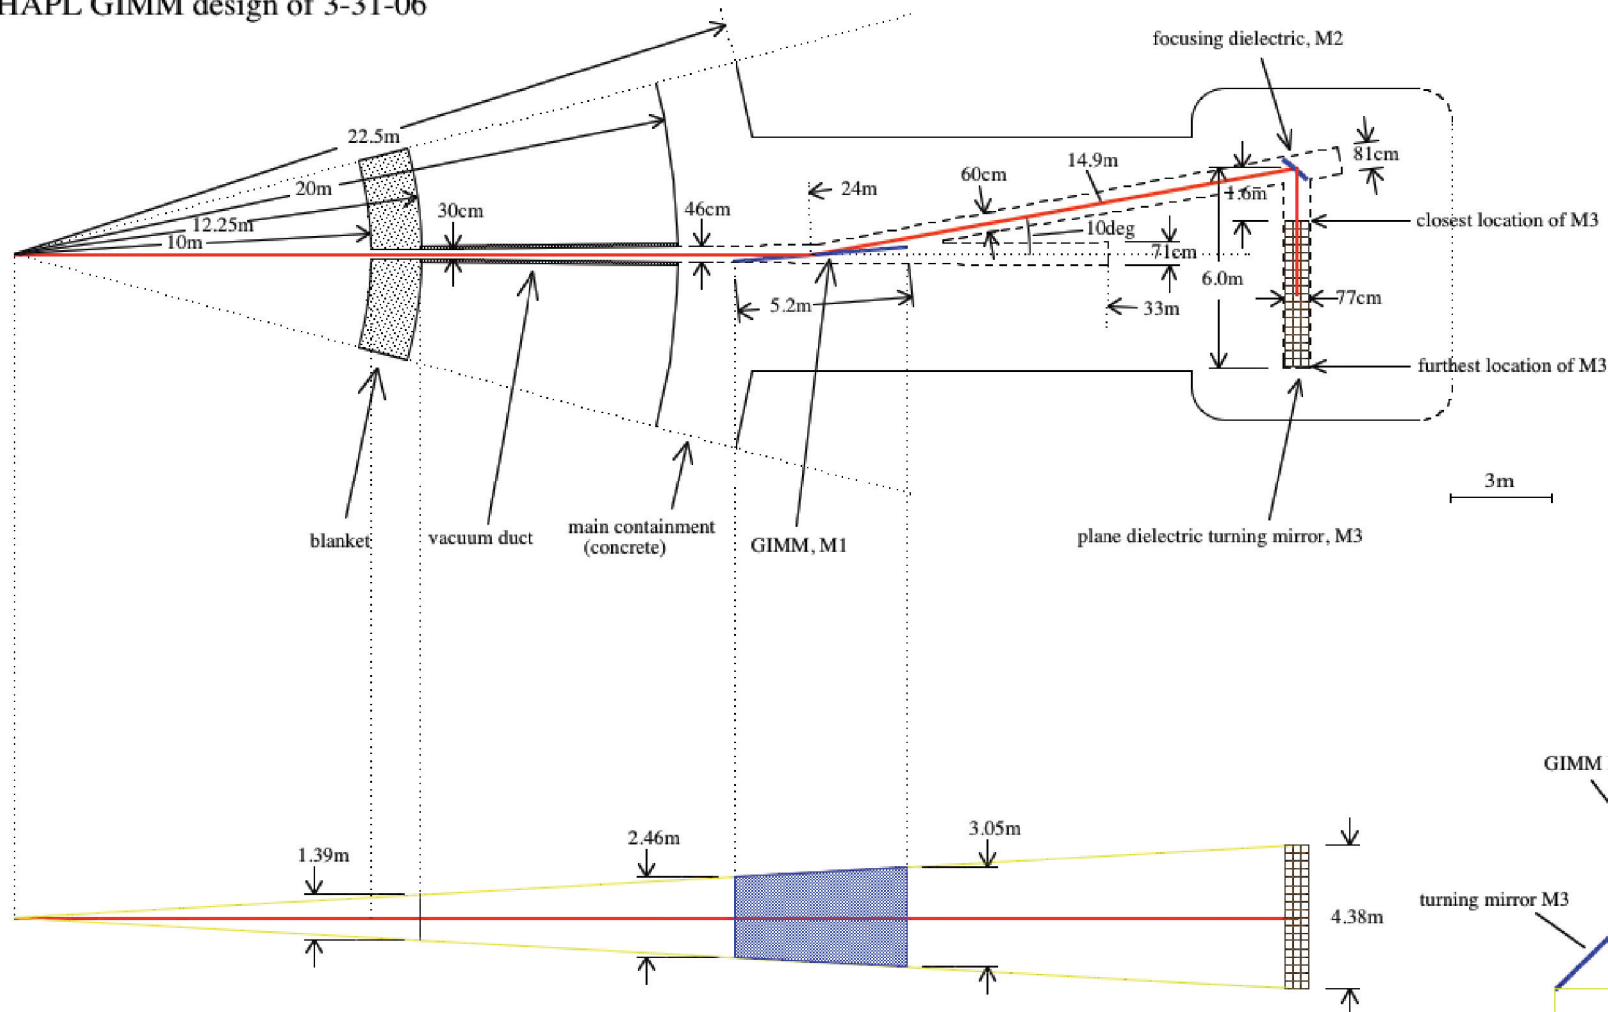 HAPL GIMM design of 3-31-06
focusing dielectric, M2
22.5m
14.9m
81cm
20m
24m
60cm
1.6m
12.25m
30cm
46cm
closest location of M3
10m
10deg
71cm
6.0m
5.2m
33m
77cm
furthest location of M3
3m
blanket
vacuum duct
main containment
(concrete)
GIMM, M1
plane dielectric turning mirror, M3
GIMM
3.05m
2.46m
1.39m
turning mirror M3
4.38m